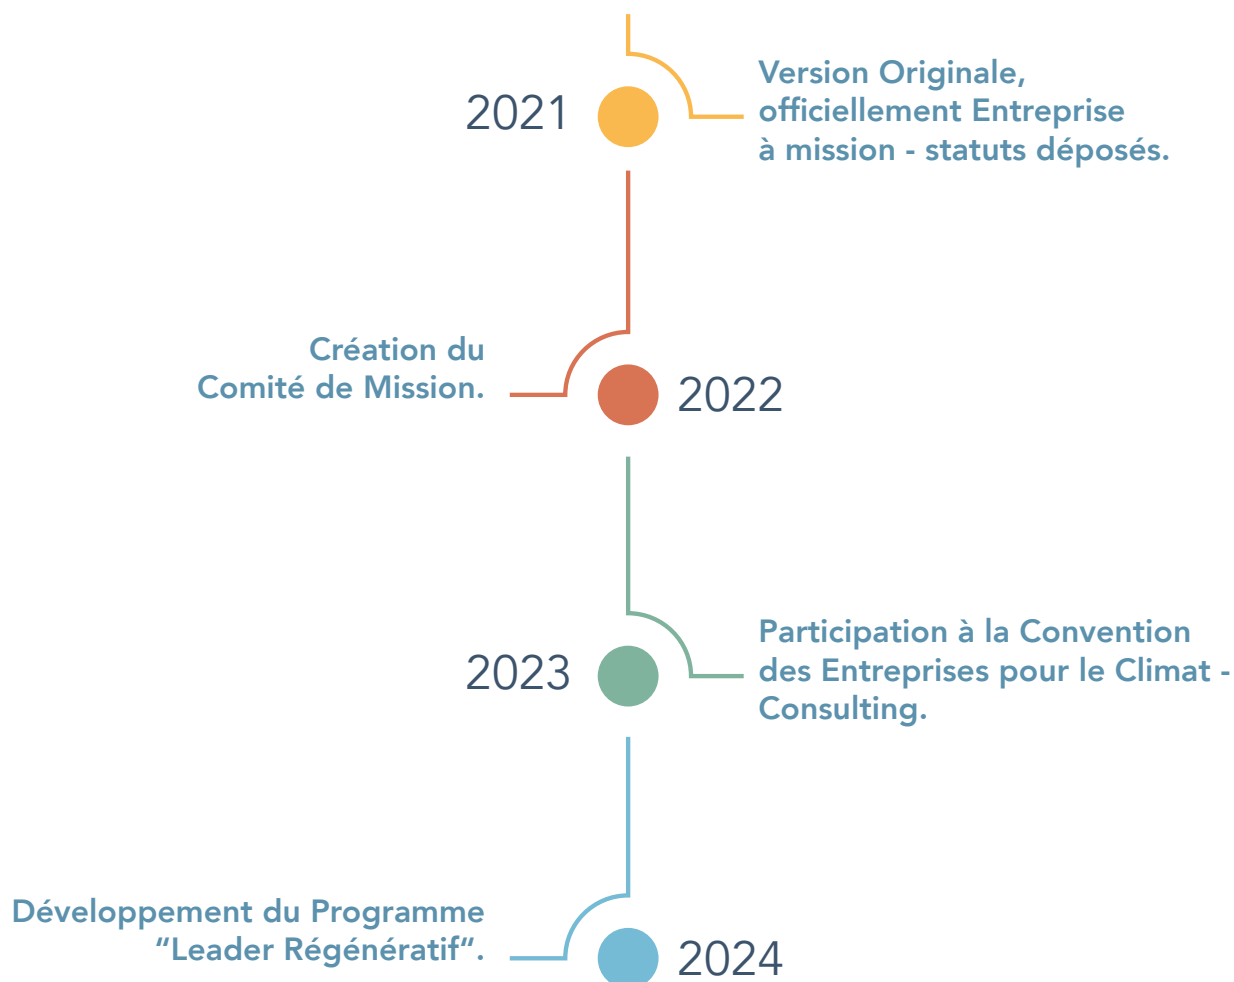 2021
Version Originale,
officiellement Entreprise
à mission - statuts déposés.
Création du
Comité de Mission.
2022
2023
Participation à la Convention
des Entreprises pour le Climat -
Consulting.
Développement du Programme
“Leader Régénératif“.
2024